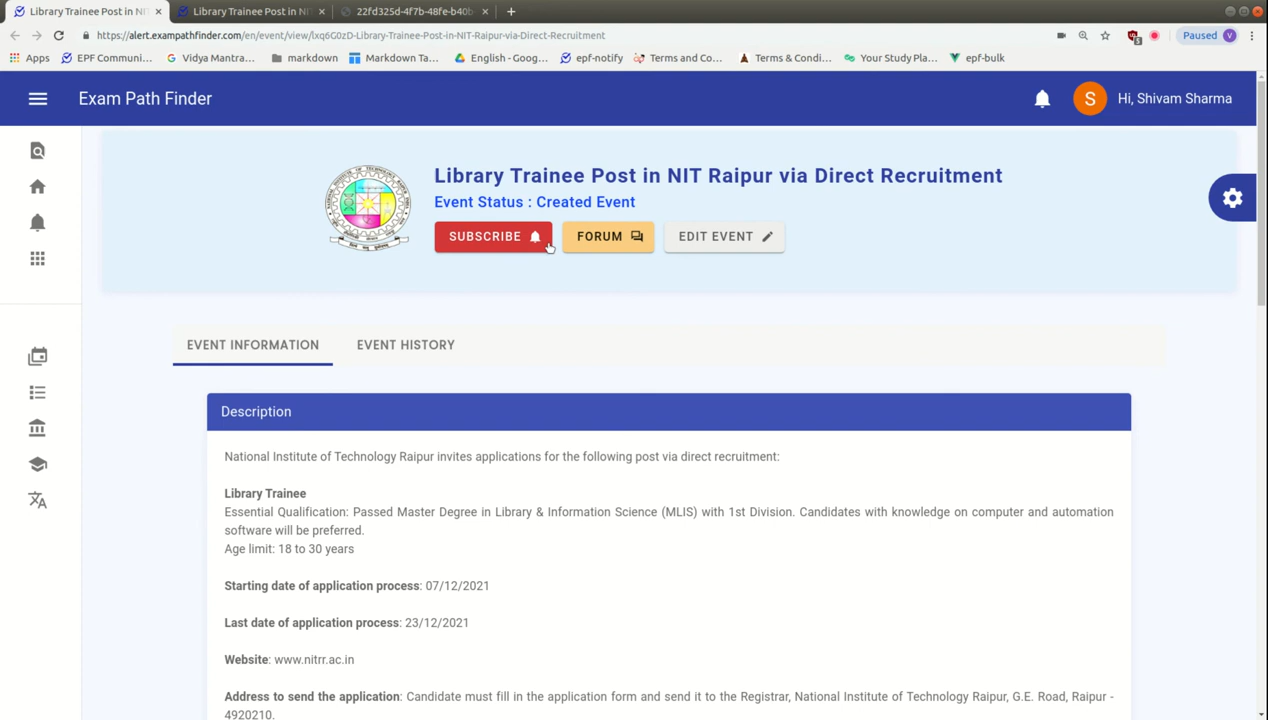 Library Trainee Post in NIT
Library Trainee Post in NIT
22fd325d-4f7b-48fe-b40b
https://alert.exampathfinder.com/en/event/view/lxq6G0zD-Library-Trainee-Post-in-NIT-Raipur-via-Direct-Recruitment
5
Paused V
Apps EPF Communi... Vidya Mantra... markdown Markdown Ta... English - Goog... epf-notify Terms and Co... Terms & Condi... Your Study Pla... epf-bulk
Exam Path Finder
S Hi, Shivam Sharma
Library Trainee Post in NIT Raipur via Direct Recruitment
Event Status : Created Event
SUBSCRIBE FORUM EDIT EVENT
EVENT INFORMATION EVENT HISTORY
Description
National Institute of Technology Raipur invites applications for the following post via direct recruitment:
Library Trainee
Essential Qualification: Passed Master Degree in Library & Information Science (MLIS) with 1st Division. Candidates with knowledge on computer and automation
software will be preferred.
Age limit: 18 to 30 years
Starting date of application process: 07/12/2021
Last date of application process: 23/12/2021
Website: www.nitrr.ac.in
Address to send the application: Candidate must fill in the application form and send it to the Registrar, National Institute of Technology Raipur, G.E. Road, Raipur -
4920210.